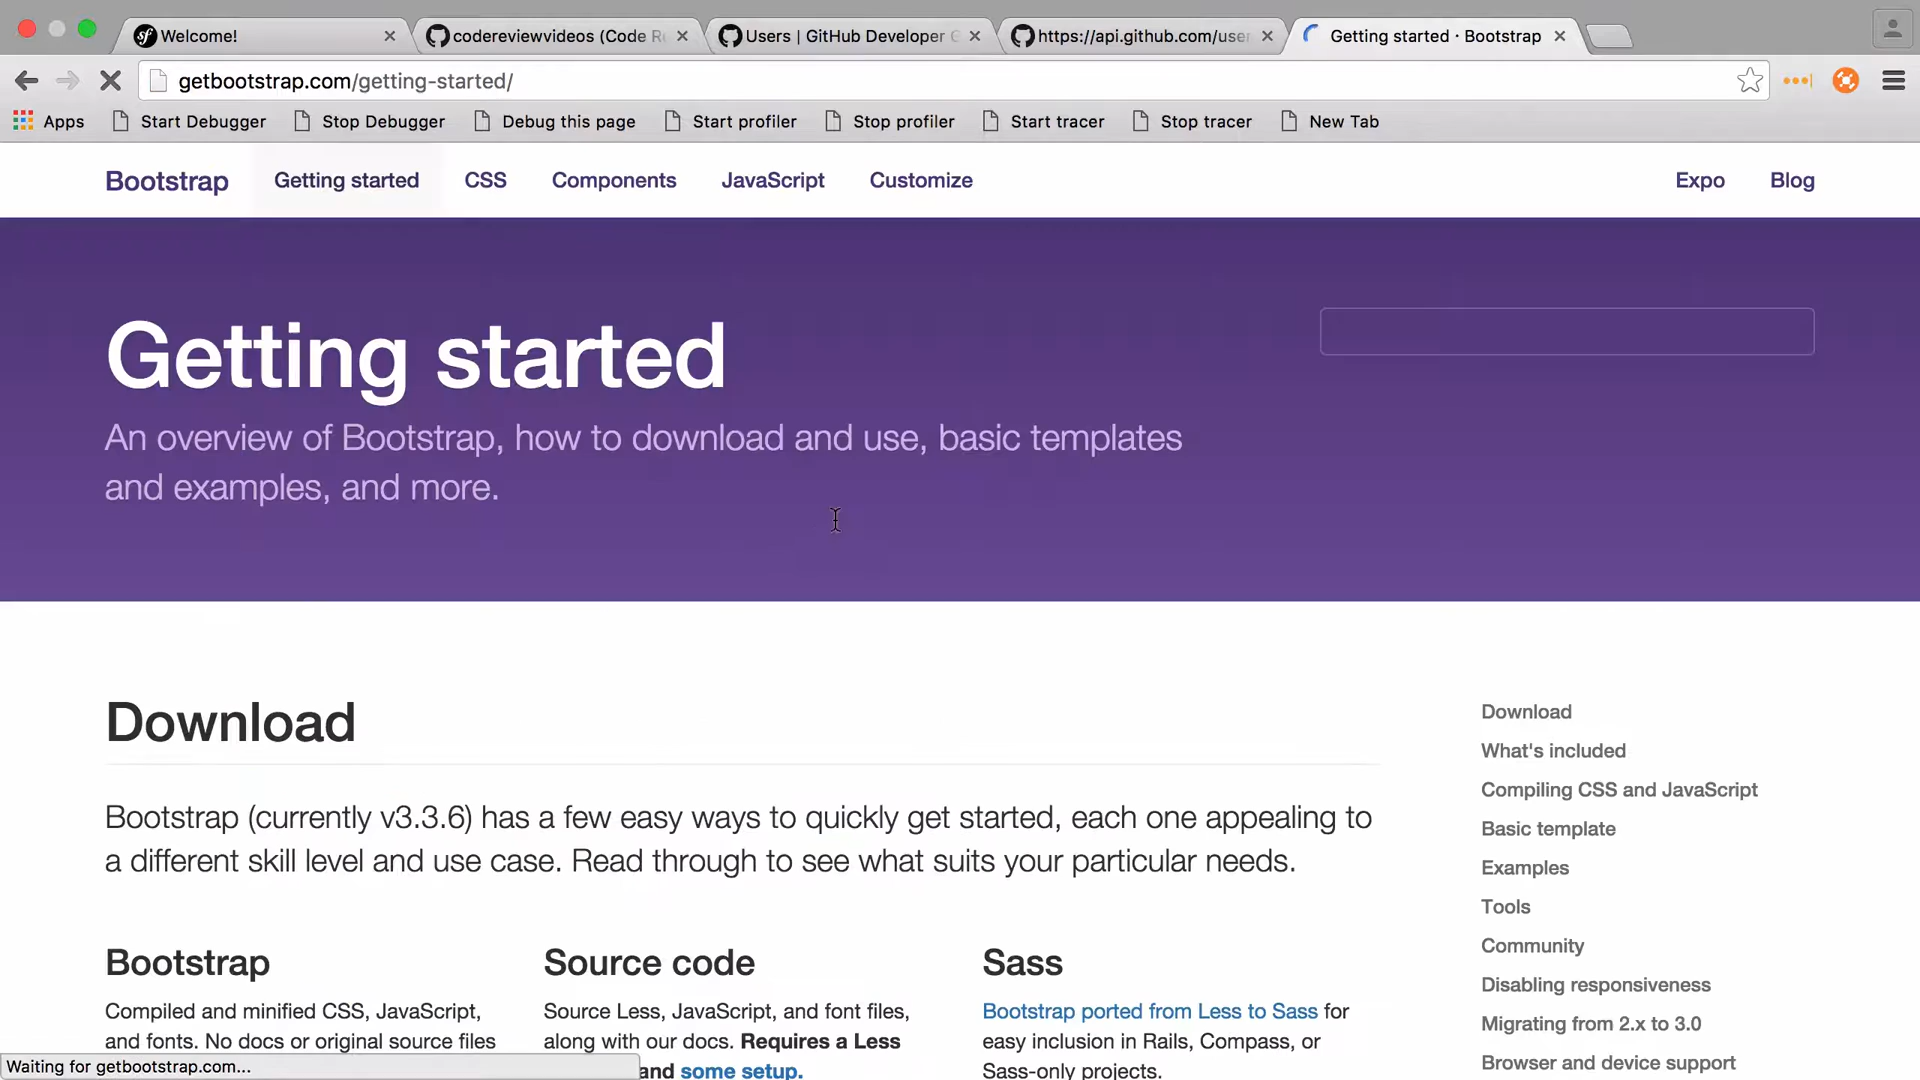 Welcome!
codereviewvideos (Code Re
Users | GitHub Developer G
https://api.github.com/user
Getting started · Bootstrap
getbootstrap.com/getting-started/
Apps
Start Debugger
Stop Debugger
Debug this page
Start profiler
Stop profiler
Start tracer
Stop tracer
New Tab
Bootstrap
Getting started
CSS
Components
JavaScript
Customize
Expo
Blog
Getting started
An overview of Bootstrap, how to download and use, basic templates
and examples, and more.
Download
Bootstrap (currently v3.3.6) has a few easy ways to quickly get started, each one appealing to
a different skill level and use case. Read through to see what suits your particular needs.
Bootstrap
Compiled and minified CSS, JavaScript,
and fonts. No docs or original source files
Source code
Source Less, JavaScript, and font files,
along with our docs. Requires a Less
and some setup.
Sass
Bootstrap ported from Less to Sass for
easy inclusion in Rails, Compass, or
Sass-only projects.
Download
What's included
Compiling CSS and JavaScript
Basic template
Examples
Tools
Community
Disabling responsiveness
Migrating from 2.x to 3.0
Browser and device support
Waiting for getbootstrap.com...